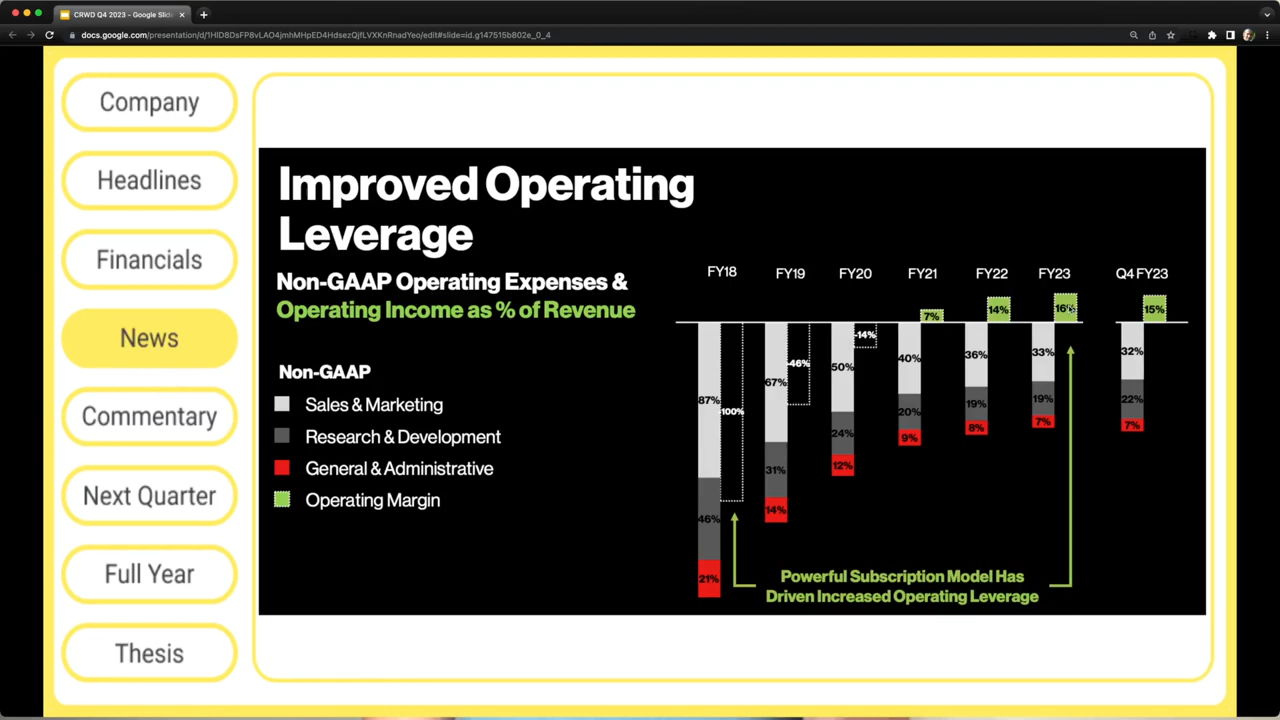 CRWD Q4 2023 - Google Slid
docs.google.com/presentation/d/1HlD8DsFP8vLAO4jmhMHpED4HdsezQjfLVXKnRnadYeo/edit#slide=id.g147515b802e_0_4
Company
Headlines
Financials
News
Commentary
Next Quarter
Full Year
Thesis
Improved Operating
Leverage
Non-GAAP Operating Expenses &
Operating Income as % of Revenue
Non-GAAP
Sales & Marketing
Research & Development
General & Administrative
Operating Margin
FY18 FY19 FY20 FY21 FY22 FY23 Q4 FY23
7% 14% 16% 15%
87% 67% 50% 40% 36% 33% 32%
-100% -46% -14%
46% 31% 24% 20% 19% 19% 22%
21% 14% 12% 9% 8% 7% 7%
Powerful Subscription Model Has
Driven Increased Operating Leverage